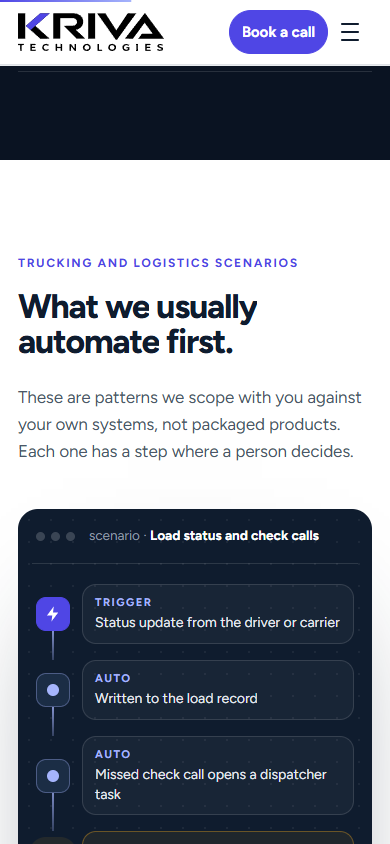 KRIVA
TECHNOLOGIES
Book a call
TRUCKING AND LOGISTICS SCENARIOS
What we usually
automate first.
These are patterns we scope with you against
your own systems, not packaged products.
Each one has a step where a person decides.
scenario · Load status and check calls
TRIGGER
Status update from the driver or carrier
AUTO
Written to the load record
AUTO
Missed check call opens a dispatcher
task